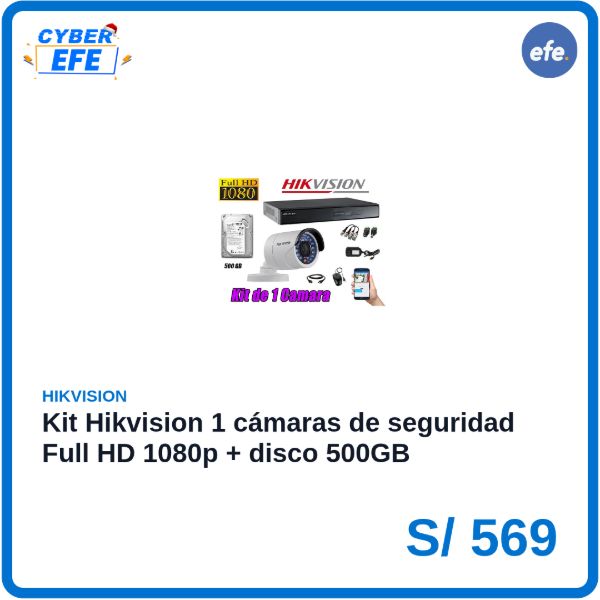 CYBER
EFE
efe.
Full HD
1080
HIKVISION
500 GB
Kit de 1 Camara
HIKVISION
Kit Hikvision 1 cámaras de seguridad
Full HD 1080p + disco 500GB
S/ 569